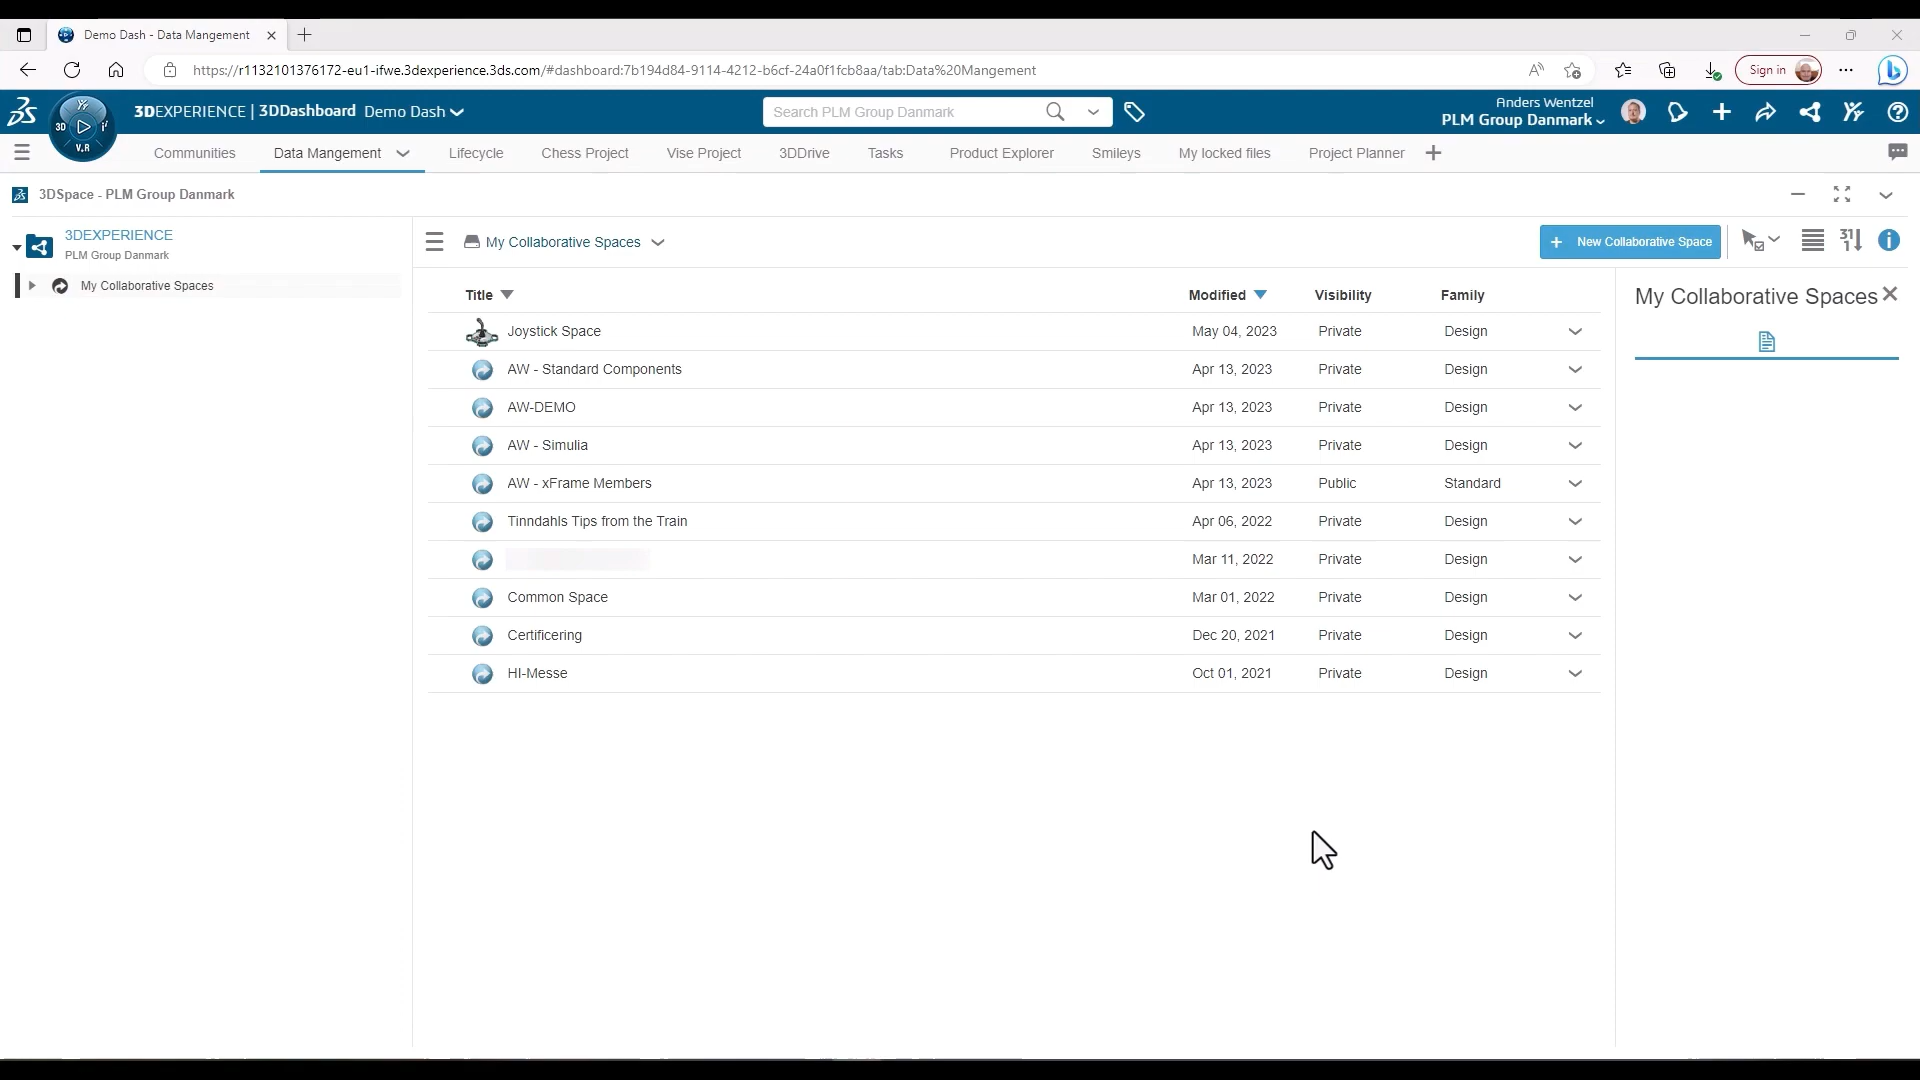 Demo Dash - Data Mangement
https://r1132101376172-eu1-ifwe.3dexperience.3ds.com/#dashboard:7b194d84-9114-4212-b6cf-24a0f1fcb8aa/tab:Data%20Mangement
Sign in
3D V.R
3DEXPERIENCE | 3DDashboard Demo Dash
Search PLM Group Danmark
Anders Wentzel
PLM Group Danmark
Communities Data Mangement Lifecycle Chess Project Vise Project 3DDrive Tasks Product Explorer Smileys My locked files Project Planner
3DSpace - PLM Group Danmark
3DEXPERIENCE
PLM Group Danmark
My Collaborative Spaces
My Collaborative Spaces
+ New Collaborative Space
31
Title Modified Visibility Family
Joystick Space May 04, 2023 Private Design
AW - Standard Components Apr 13, 2023 Private Design
AW-DEMO Apr 13, 2023 Private Design
AW - Simulia Apr 13, 2023 Private Design
AW - xFrame Members Apr 13, 2023 Public Standard
Tinndahls Tips from the Train Apr 06, 2022 Private Design
Mar 11, 2022 Private Design
Common Space Mar 01, 2022 Private Design
Certificering Dec 20, 2021 Private Design
HI-Messe Oct 01, 2021 Private Design
My Collaborative Spaces